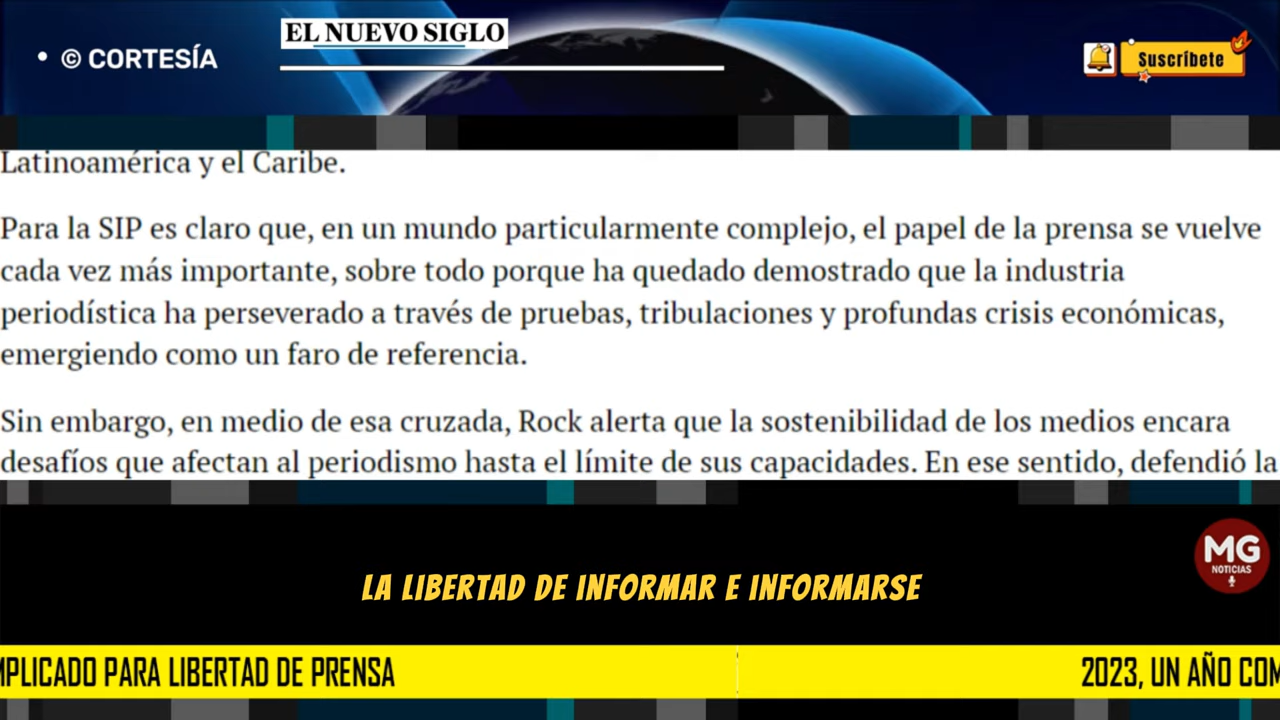 • © CORTESÍA
EL NUEVO SIGLO
Suscríbete
Latinoamérica y el Caribe.
Para la SIP es claro que, en un mundo particularmente complejo, el papel de la prensa se vuelve
cada vez más importante, sobre todo porque ha quedado demostrado que la industria
periodística ha perseverado a través de pruebas, tribulaciones y profundas crisis económicas,
emergiendo como un faro de referencia.
Sin embargo, en medio de esa cruzada, Rock alerta que la sostenibilidad de los medios encara
desafíos que afectan al periodismo hasta el límite de sus capacidades. En ese sentido, defendió la
MG
NOTICIAS
LA LIBERTAD DE INFORMAR E INFORMARSE
MPLICADO PARA LIBERTAD DE PRENSA
2023, UN AÑO COM